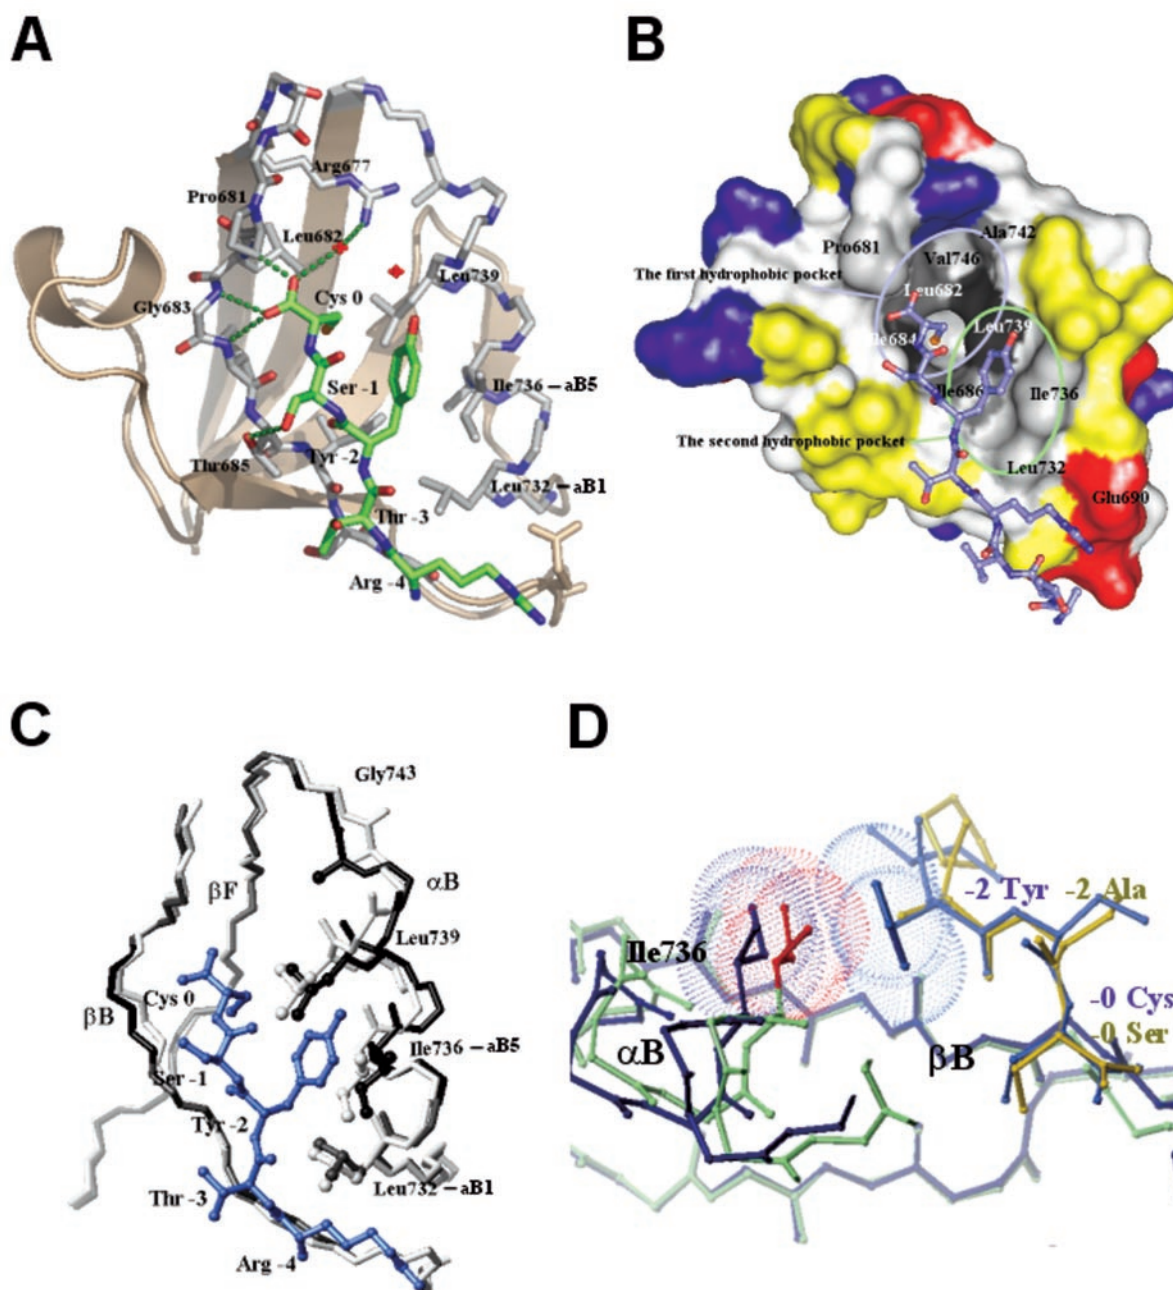 A
Arg677
Pro681
Leu682
Leu739
Cys 0
Gly683
Ser -1
Ile736 – aB5
Thr685
Tyr -2
Leu732 – aB1
Thr -3
Arg -4
B
Ala742
Pro681
Val746
The first hydrophobic pocket
Leu682
Leu739
Ile684
Ile686
Ile736
The second hydrophobic pocket
Leu732
Glu690
C
Gly743
βF
αB
Leu739
Cys 0
βB
Ile736 – aB5
Ser -1
Tyr -2
Leu732 – aB1
Thr -3
Arg -4
D
-2 Tyr -2 Ala
Ile736
-0 Cys
-0 Ser
αB
βB